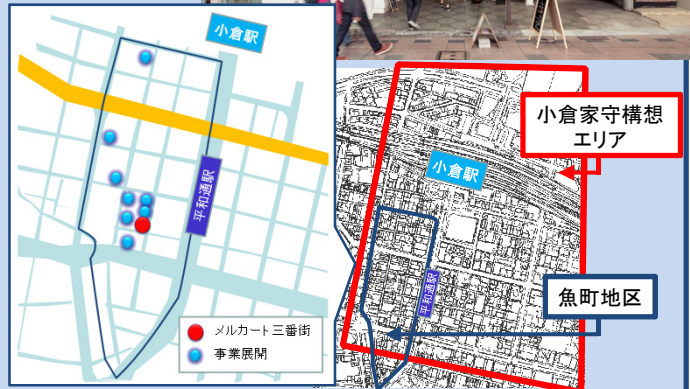 小倉駅
平和通駅
メルカート三番街
事業展開
小倉家守構想
エリア
小倉駅
平和通駅
魚町地区